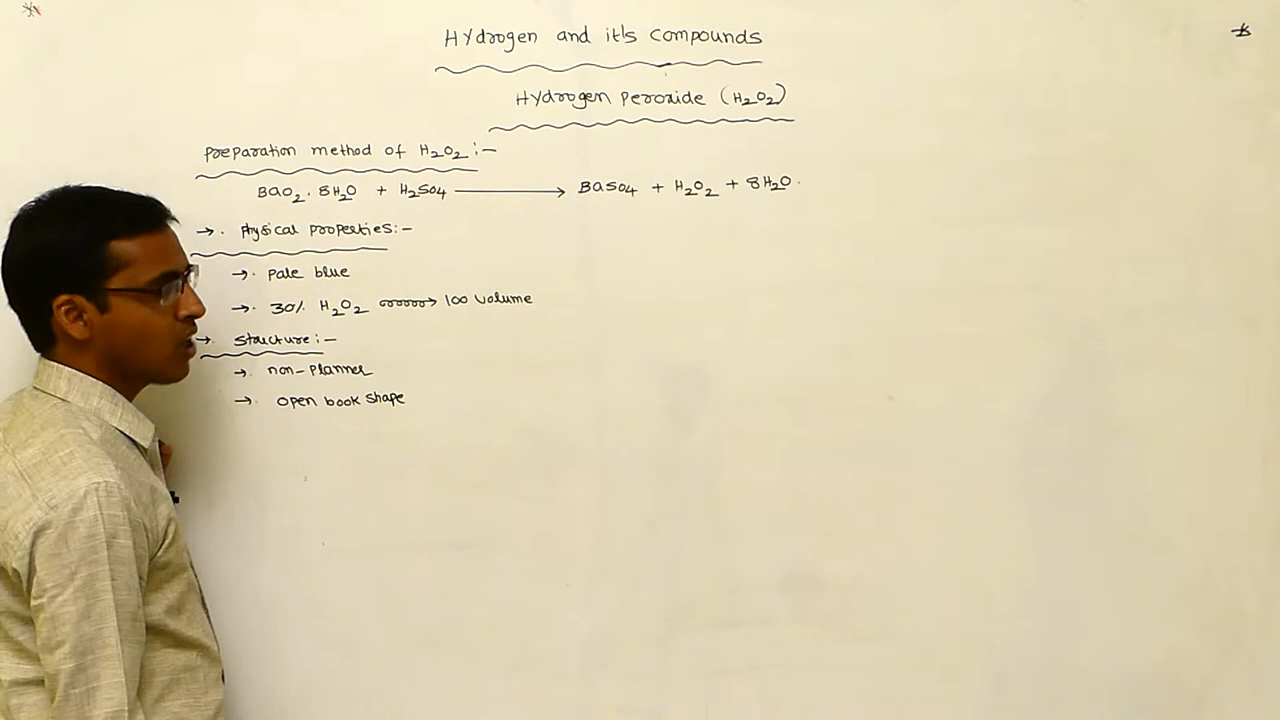 Hydrogen and it's compounds
Hydrogen peroxide (H₂O₂)
preparation method of H₂O₂ :-
BaO₂ . 8H₂O + H₂SO₄ ⟶ BaSO₄ + H₂O₂ + 8H₂O.
→ . physical properties :-
→ . pale blue
→ . 30% H₂O₂ ⟶ 100 volume
→ . structure :-
→ . non-planner
→ . open book shape